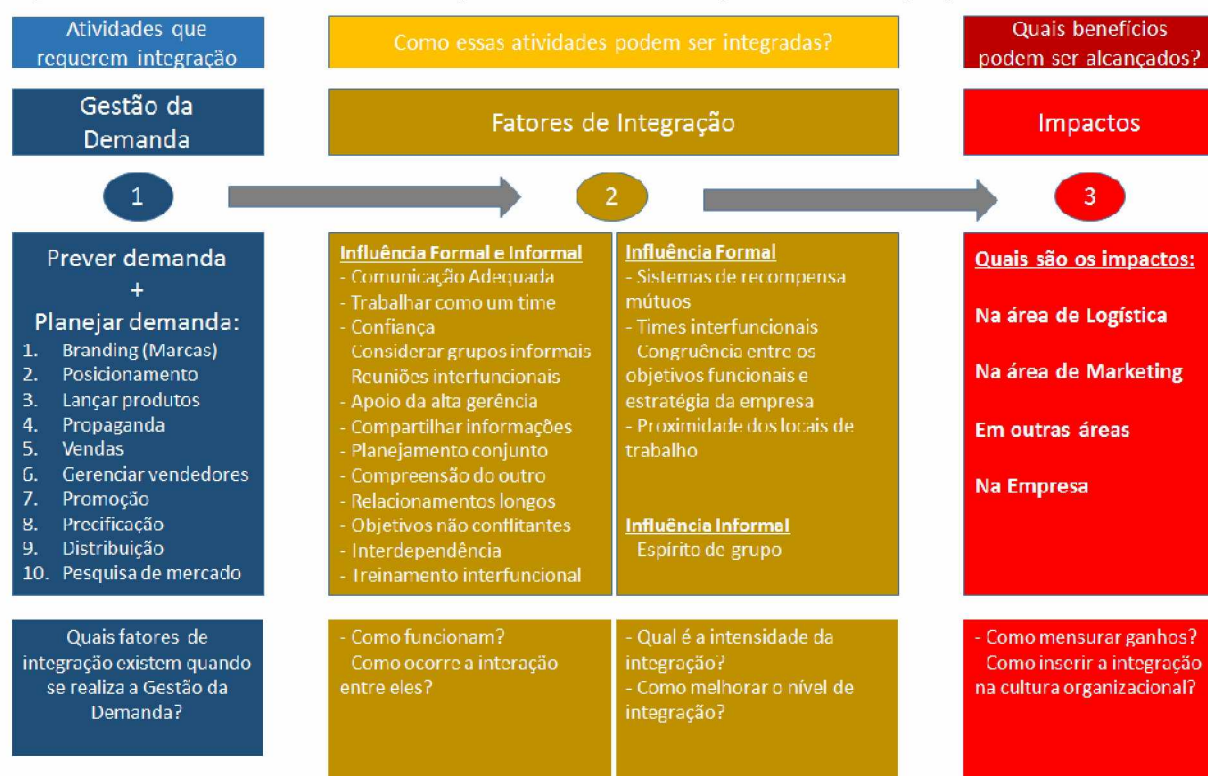 Atividades que
requerem integração
Como essas atividades podem ser integradas?
Quais benefícios
podem ser alcançados?
Gestão da
Demanda
Fatores de Integração
Impactos
1
2
3
Prever demanda
+
Planejar demanda:
1. Branding (Marcas)
2. Posicionamento
3. Lançar produtos
4. Propaganda
5. Vendas
6. Gerenciar vendedores
7. Promoção
8. Precificação
9. Distribuição
10. Pesquisa de mercado
Influência Formal e Informal
- Comunicação Adequada
- Trabalhar como um time
- Confiança
Considerar grupos informais
Reuniões interfuncionais
- Apoio da alta gerência
- Compartilhar informações
- Planejamento conjunto
- Compreensão do outro
- Relacionamentos longos
- Objetivos não conflitantes
- Interdependência
- Treinamento interfuncional
Influência Formal
- Sistemas de recompensa
mútuos
- Times interfuncionais
Congruência entre os
objetivos funcionais e
estratégia da empresa
- Proximidade dos locais de
trabalho
Influência Informal
Espírito de grupo
Quais são os impactos:
Na área de Logística
Na área de Marketing
Em outras áreas
Na Empresa
Quais fatores de
integração existem quando
se realiza a Gestão da
Demanda?
- Como funcionam?
Como ocorre a interação
entre eles?
- Qual é a intensidade da
integração?
- Como melhorar o nível de
integração?
- Como mensurar ganhos?
Como inserir a integração
na cultura organizacional?